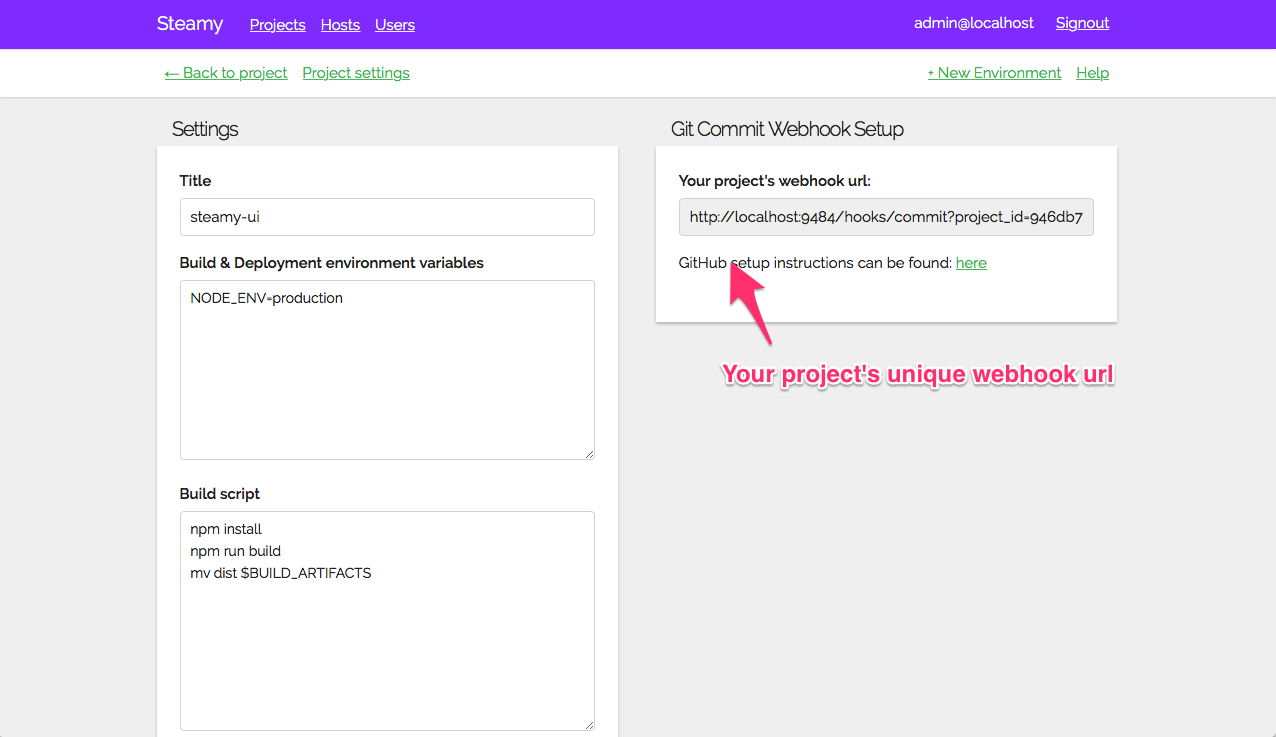 Steamy Projects Hosts Users admin@localhost Signout
← Back to project Project settings + New Environment Help
Settings
Title
steamy-ui
Build & Deployment environment variables
NODE_ENV=production
Build script
npm install
npm run build
mv dist $BUILD_ARTIFACTS
Git Commit Webhook Setup
Your project's webhook url:
http://localhost:9484/hooks/commit?project_id=946db7
GitHub setup instructions can be found: here
Your project's unique webhook url